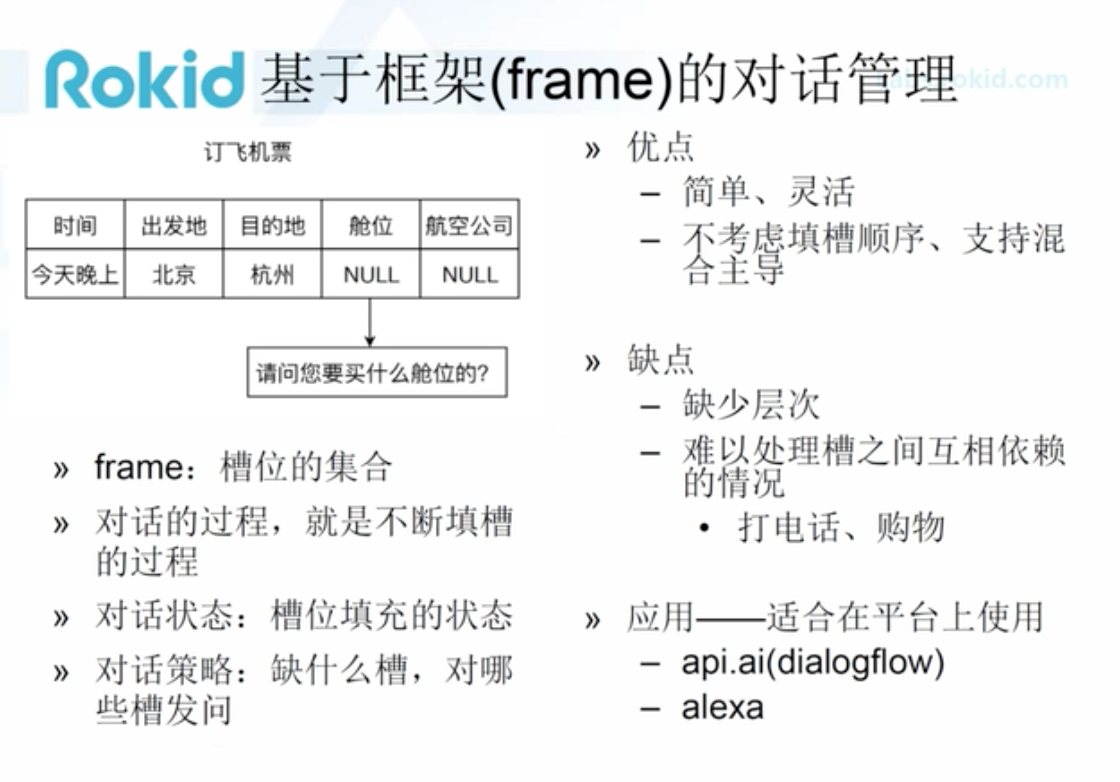 Rokid 基于框架(frame)的对话管理
rokid.com
订飞机票
时间 出发地 目的地 舱位 航空公司
今天晚上 北京 杭州 NULL NULL
请问您要买什么舱位的?
» frame：槽位的集合
» 对话的过程，就是不断填槽
的过程
» 对话状态：槽位填充的状态
» 对话策略：缺什么槽，对哪
些槽发问
» 优点
– 简单、灵活
– 不考虑填槽顺序、支持混
合主导
» 缺点
– 缺少层次
– 难以处理槽之间互相依赖
的情况
• 打电话、购物
» 应用——适合在平台上使用
– api.ai(dialogflow)
– alexa